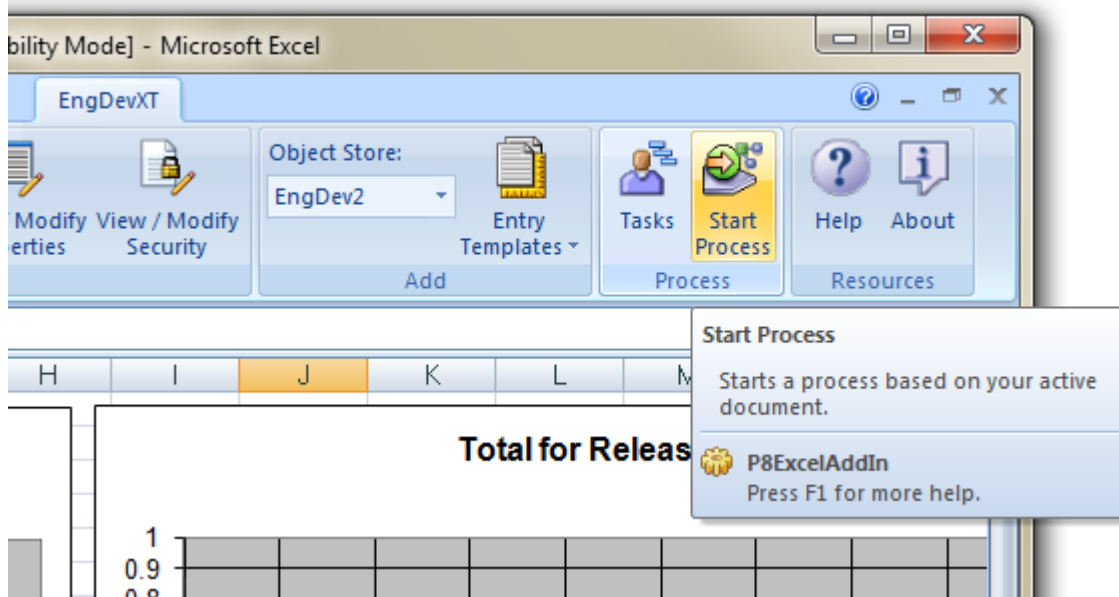 bility Mode] - Microsoft Excel
EngDevXT
Modify
erties
View / Modify
Security
Object Store:
EngDev2
Entry
Templates
Add
Tasks
Start
Process
Process
Help
About
Resources
Start Process
Starts a process based on your active
document.
P8ExcelAddIn
Press F1 for more help.
H I J K L
Total for Releas
1
0.9